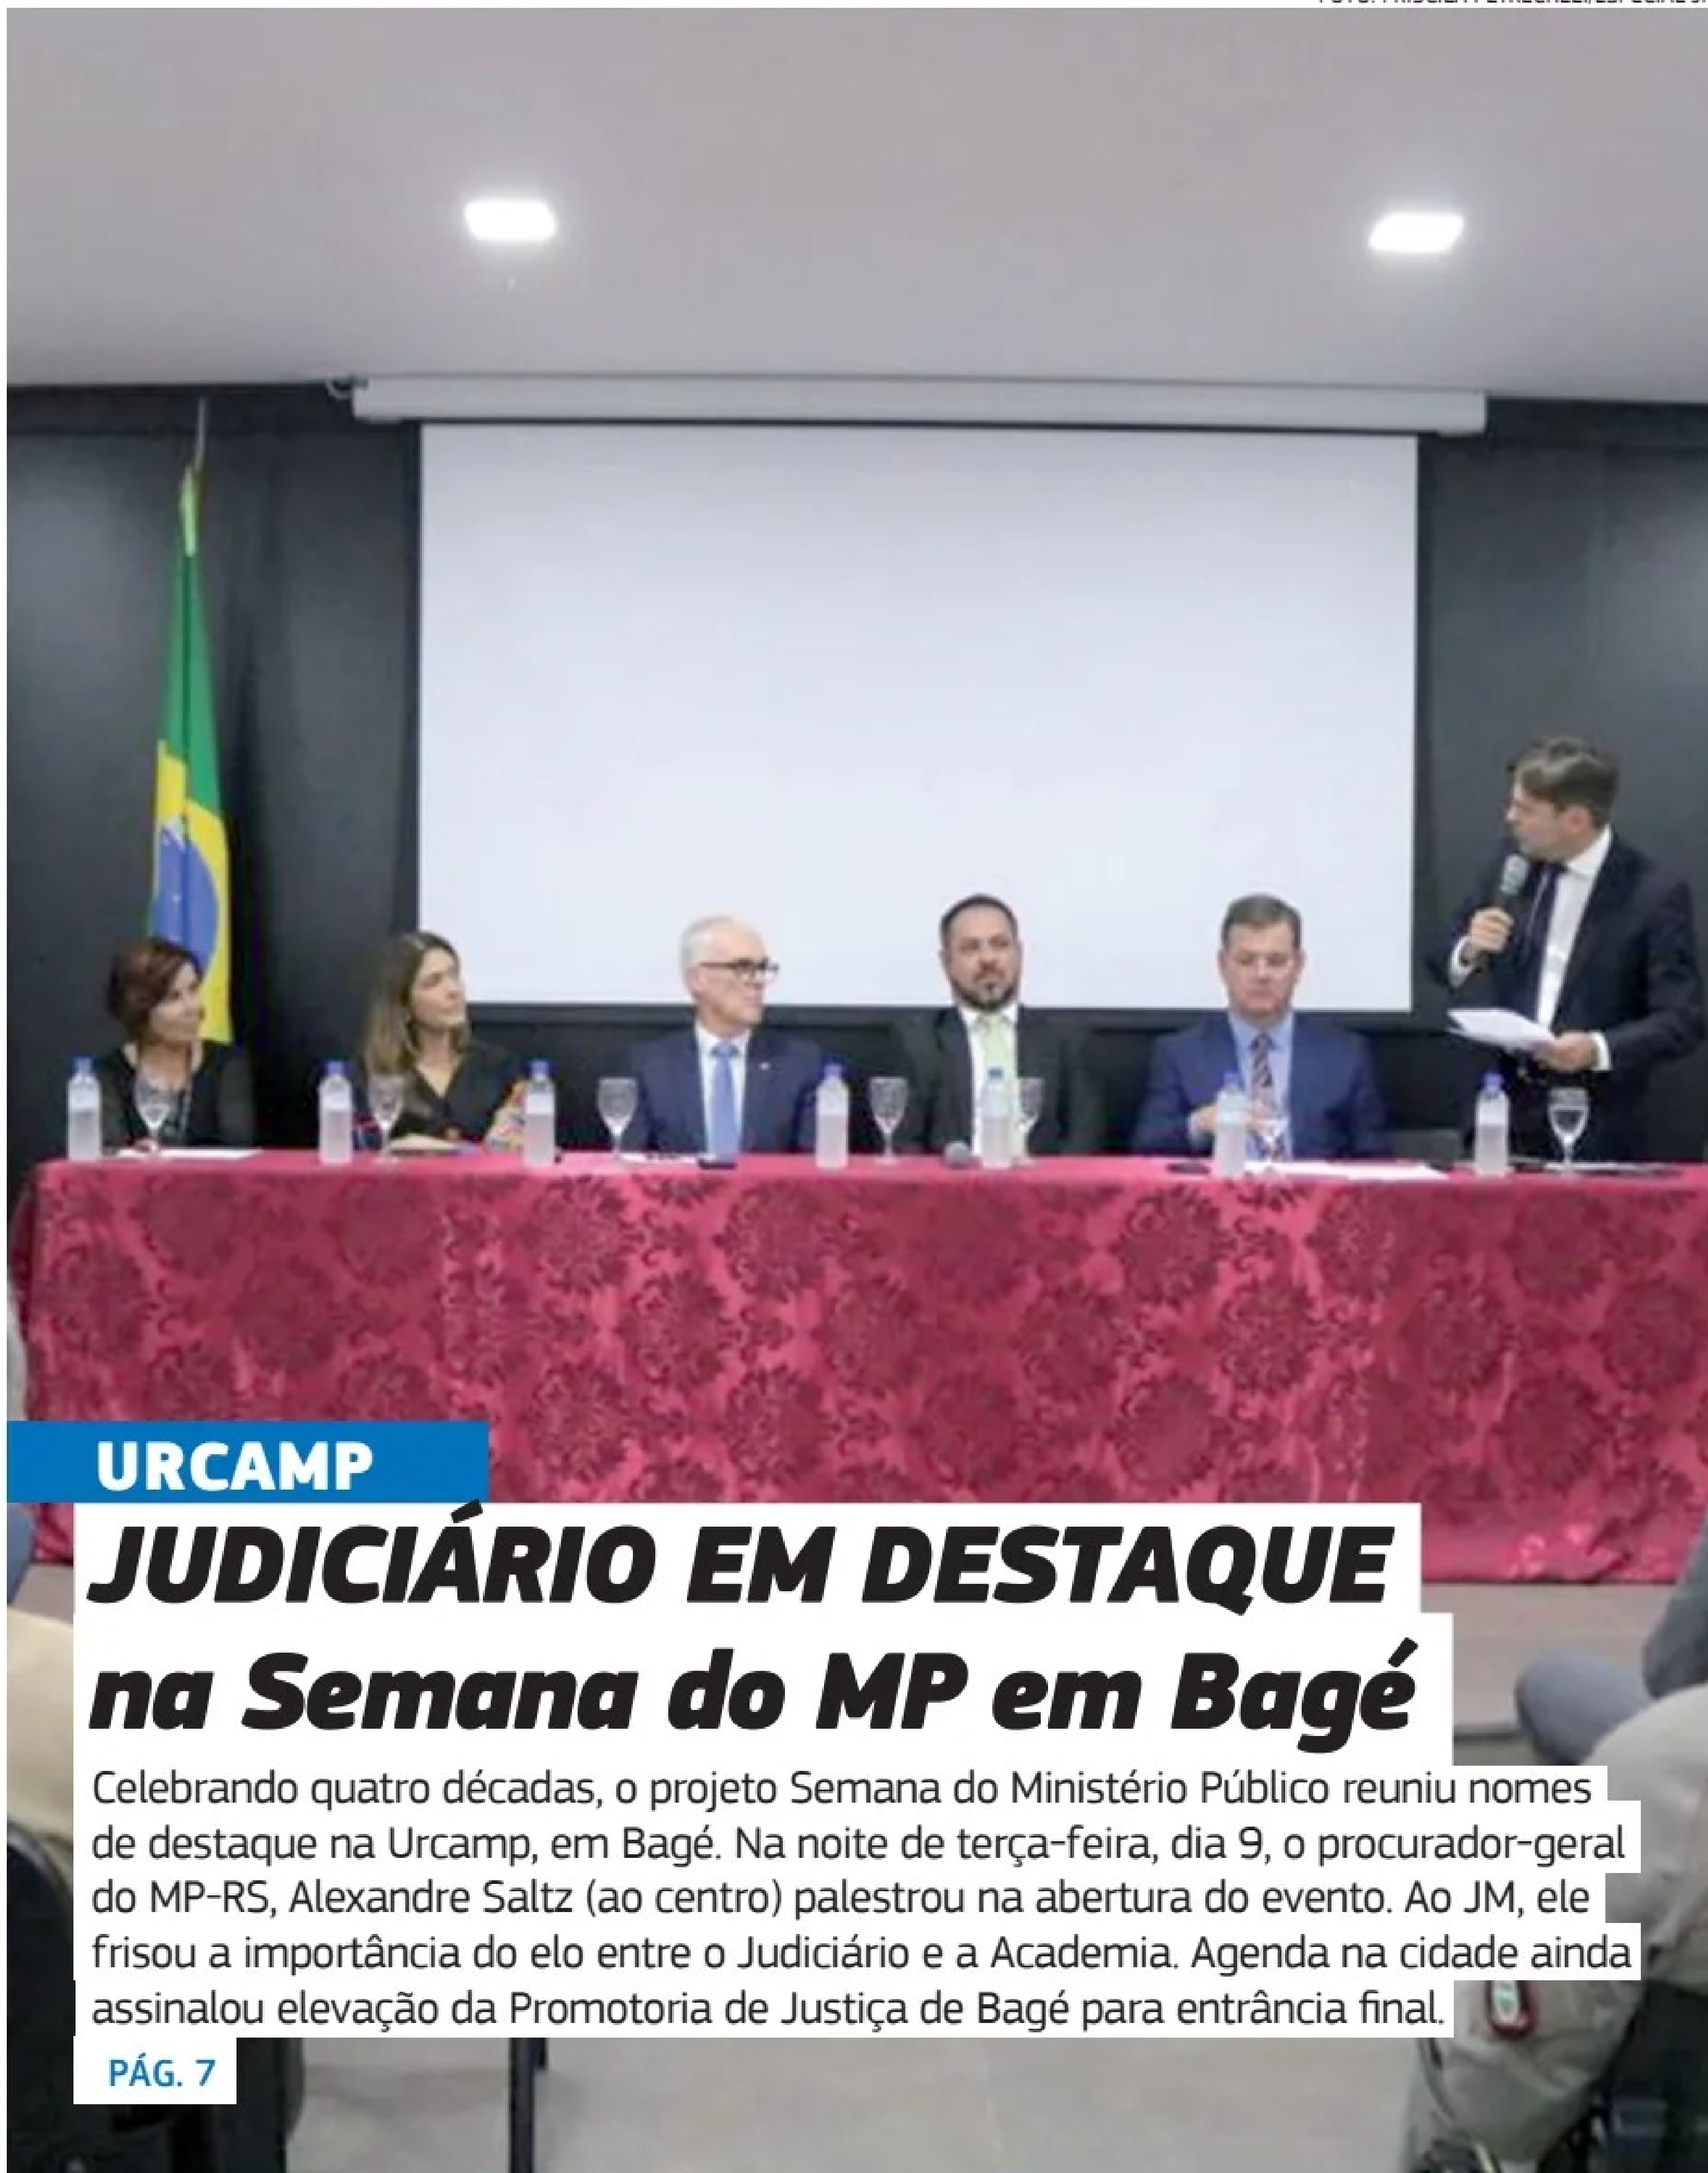 URCAMP
JUDICIÁRIO EM DESTAQUE
na Semana do MP em Bagé
Celebrando quatro décadas, o projeto Semana do Ministério Público reuniu nomes
de destaque na Urcamp, em Bagé. Na noite de terça-feira, dia 9, o procurador-geral
do MP-RS, Alexandre Saltz (ao centro) palestrou na abertura do evento. Ao JM, ele
frisou a importância do elo entre o Judiciário e a Academia. Agenda na cidade ainda
assinalou elevação da Promotoria de Justiça de Bagé para entrância final.
PÁG. 7